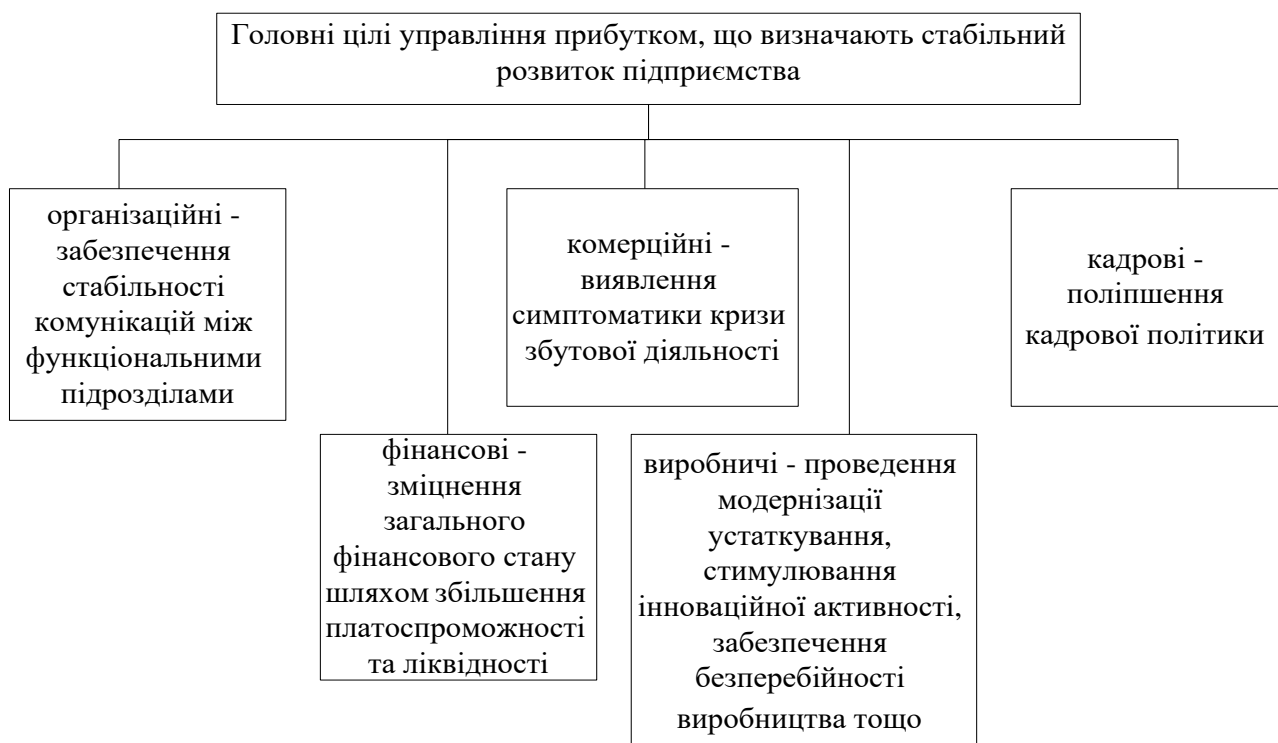 Головні цілі управління прибутком, що визначають стабільний
розвиток підприємства
організаційні -
забезпечення
стабільності
комунікацій між
функціональними
підрозділами
фінансові -
зміцнення
загального
фінансового стану
шляхом збільшення
платоспроможності
та ліквідності
комерційні -
виявлення
симптоматики кризи
збутової діяльності
виробничі - проведення
модернізації
устаткування,
стимулювання
інноваційної активності,
забезпечення
безперебійності
виробництва тощо
кадрові -
поліпшення
кадрової політики